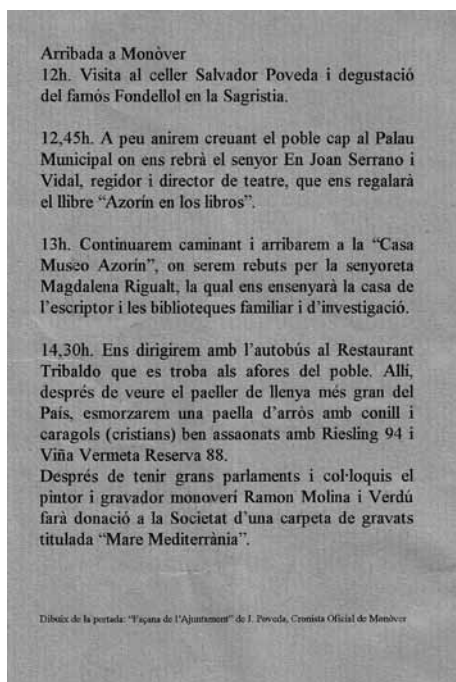 Arribada a Monòver
12h. Visita al celler Salvador Poveda i degustació
del famós Fondellol en la Sagristia.
12,45h. A peu anirem creuant el poble cap al Palau
Municipal on ens rebrà el senyor En Joan Serrano i
Vidal, regidor i director de teatre, que ens regalarà
el llibre “Azorín en los libros”.
13h. Continuarem caminant i arribarem a la “Casa
Museo Azorín”, on serem rebuts per la senyoreta
Magdalena Rigualt, la qual ens ensenyarà la casa de
l’escriptor i les biblioteques familiar i d’investigació.
14,30h. Ens dirigirem amb l’autobús al Restaurant
Tribaldo que es troba als afores del poble. Allí,
després de veure el paeller de llenya més gran del
País, esmorzarem una paella d’arròs amb conill i
caragols (cristians) ben assaonats amb Riesling 94 i
Viña Vermeta Reserva 88.
Després de tenir grans parlaments i col·loquis el
pintor i gravador monoverí Ramon Molina i Verdú
farà donació a la Societat d’una carpeta de gravats
titulada “Mare Mediterrània”.
Dibuix de la portada: “Façana de l’Ajuntament” de J. Poveda, Cronista Oficial de Monòver